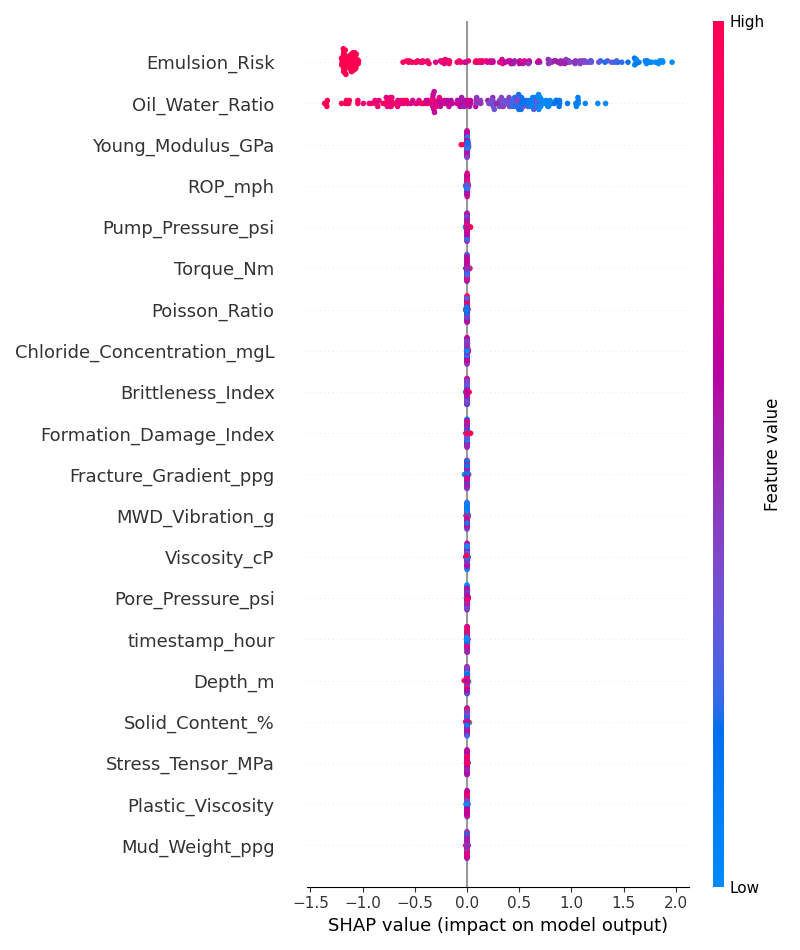 High
Emulsion_Risk
Oil_Water_Ratio
Young_Modulus_GPa
ROP_mph
Pump_Pressure_psi
Torque_Nm
Poisson_Ratio
Chloride_Concentration_mgL
Brittleness_Index
Formation_Damage_Index
Fracture_Gradient_ppg
MWD_Vibration_g
Viscosity_cP
Pore_Pressure_psi
timestamp_hour
Depth_m
Solid_Content_%
Stress_Tensor_MPa
Plastic_Viscosity
Mud_Weight_ppg
Feature value
Low
−1.5 −1.0 −0.5 0.0 0.5 1.0 1.5 2.0
SHAP value (impact on model output)